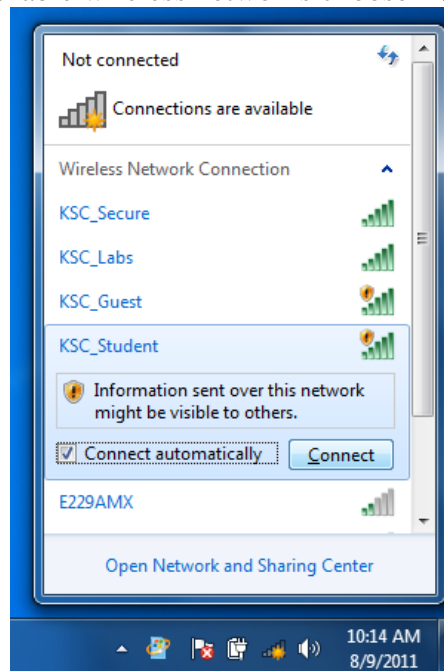 Not connected
Connections are available
Wireless Network Connection
KSC_Secure
KSC_Labs
KSC_Guest
KSC_Student
Information sent over this network
might be visible to others.
Connect automatically
Connect
E229AMX
Open Network and Sharing Center
10:14 AM
8/9/2011